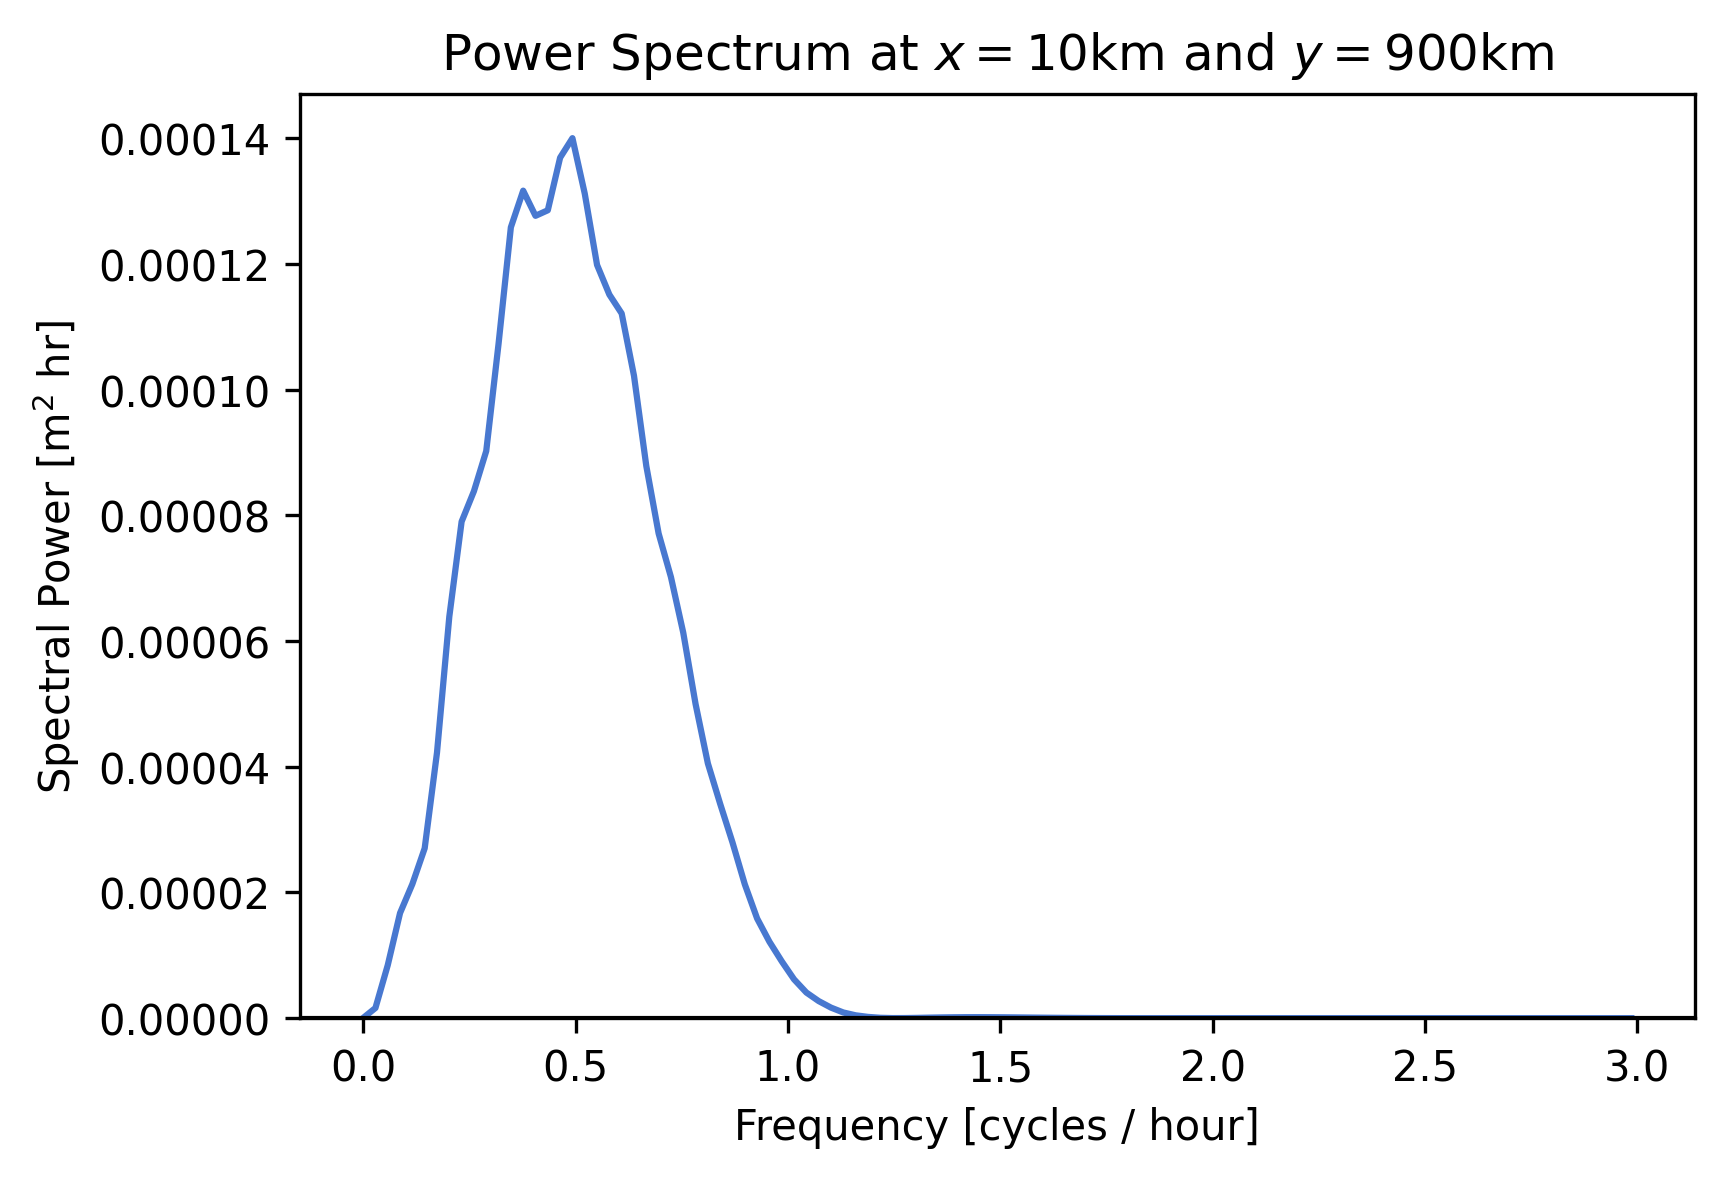 Power Spectrum at x = 10km and y = 900km
0.00014
0.00012
0.00010
0.00008
0.00006
0.00004
0.00002
0.00000
Spectral Power [m² hr]
0.0 0.5 1.0 1.5 2.0 2.5 3.0
Frequency [cycles / hour]